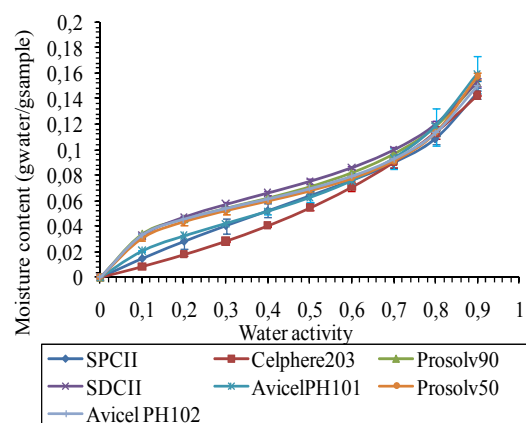 Moisture content (gwater/gsample)
0,2
0,18
0,16
0,14
0,12
0,1
0,08
0,06
0,04
0,02
0
0 0,1 0,2 0,3 0,4 0,5 0,6 0,7 0,8 0,9 1
Water activity
SPCII Celphere203 Prosolv90
SDCII AvicelPH101 Prosolv50
Avicel PH102